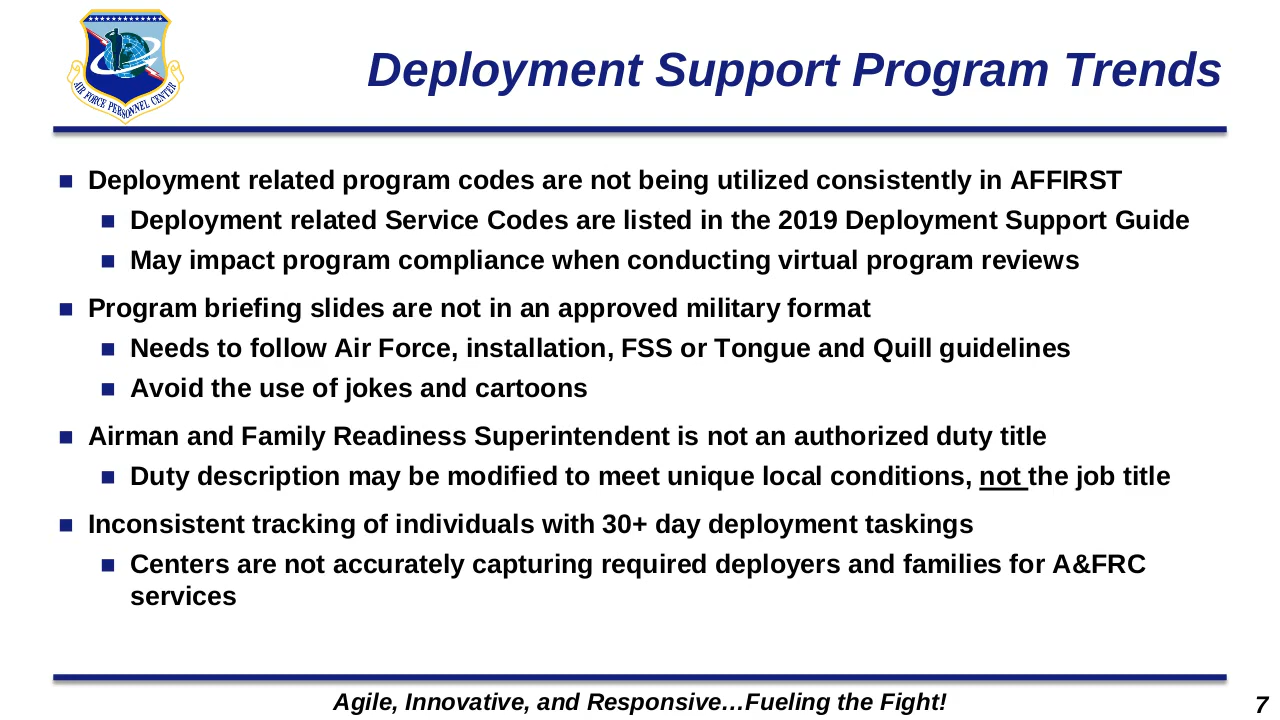 AIR FORCE PERSONNEL CENTER
Deployment Support Program Trends
Deployment related program codes are not being utilized consistently in AFFIRST
Deployment related Service Codes are listed in the 2019 Deployment Support Guide
May impact program compliance when conducting virtual program reviews
Program briefing slides are not in an approved military format
Needs to follow Air Force, installation, FSS or Tongue and Quill guidelines
Avoid the use of jokes and cartoons
Airman and Family Readiness Superintendent is not an authorized duty title
Duty description may be modified to meet unique local conditions, not the job title
Inconsistent tracking of individuals with 30+ day deployment taskings
Centers are not accurately capturing required deployers and families for A&FRC
services
Agile, Innovative, and Responsive…Fueling the Fight!
7